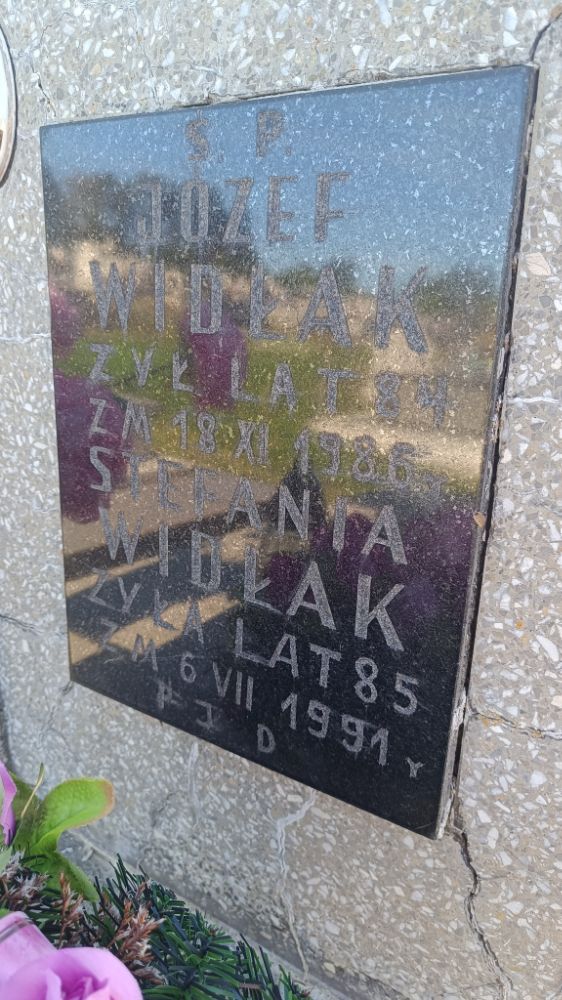 Ś. P.
JÓZEF
WIDŁAK
ŻYŁ LAT 84
ZM 18 XI 1986 r
STEFANIA
WIDŁAK
ŻYŁA LAT 85
ZM 6 VII 1991 r
P J D